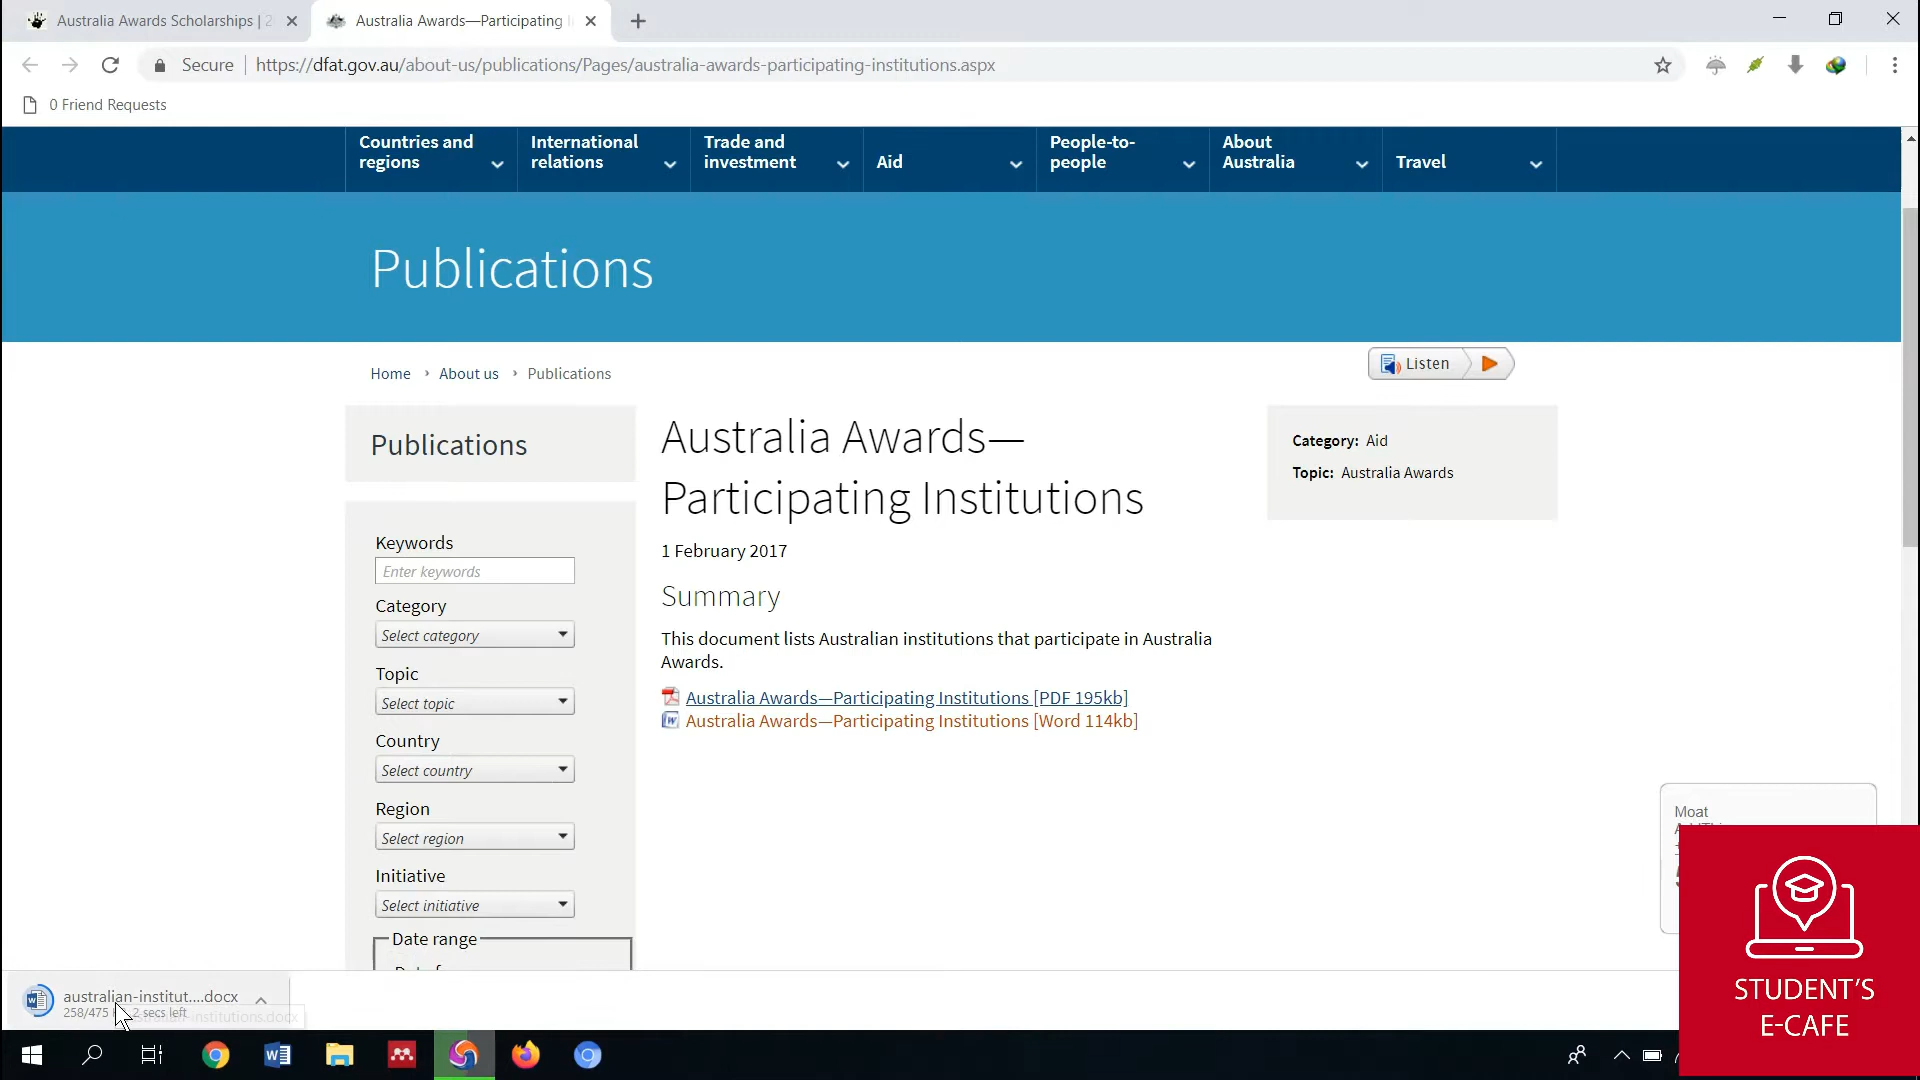 Australia Awards Scholarships | 2
Australia Awards—Participating I
Secure
https://dfat.gov.au/about-us/publications/Pages/australia-awards-participating-institutions.aspx
0 Friend Requests
Countries and
regions
International
relations
Trade and
investment
Aid
People-to-
people
About
Australia
Travel
Publications
Home › About us › Publications
Listen
Publications
Keywords
Enter keywords
Category
Select category
Topic
Select topic
Country
Select country
Region
Select region
Initiative
Select initiative
Date range
Australia Awards—
Participating Institutions
1 February 2017
Summary
This document lists Australian institutions that participate in Australia
Awards.
Australia Awards—Participating Institutions [PDF 195kb]
Australia Awards—Participating Institutions [Word 114kb]
Category: Aid
Topic: Australia Awards
Moat
australian-institut....docx
258/475 2 secs left
STUDENT'S
E-CAFE